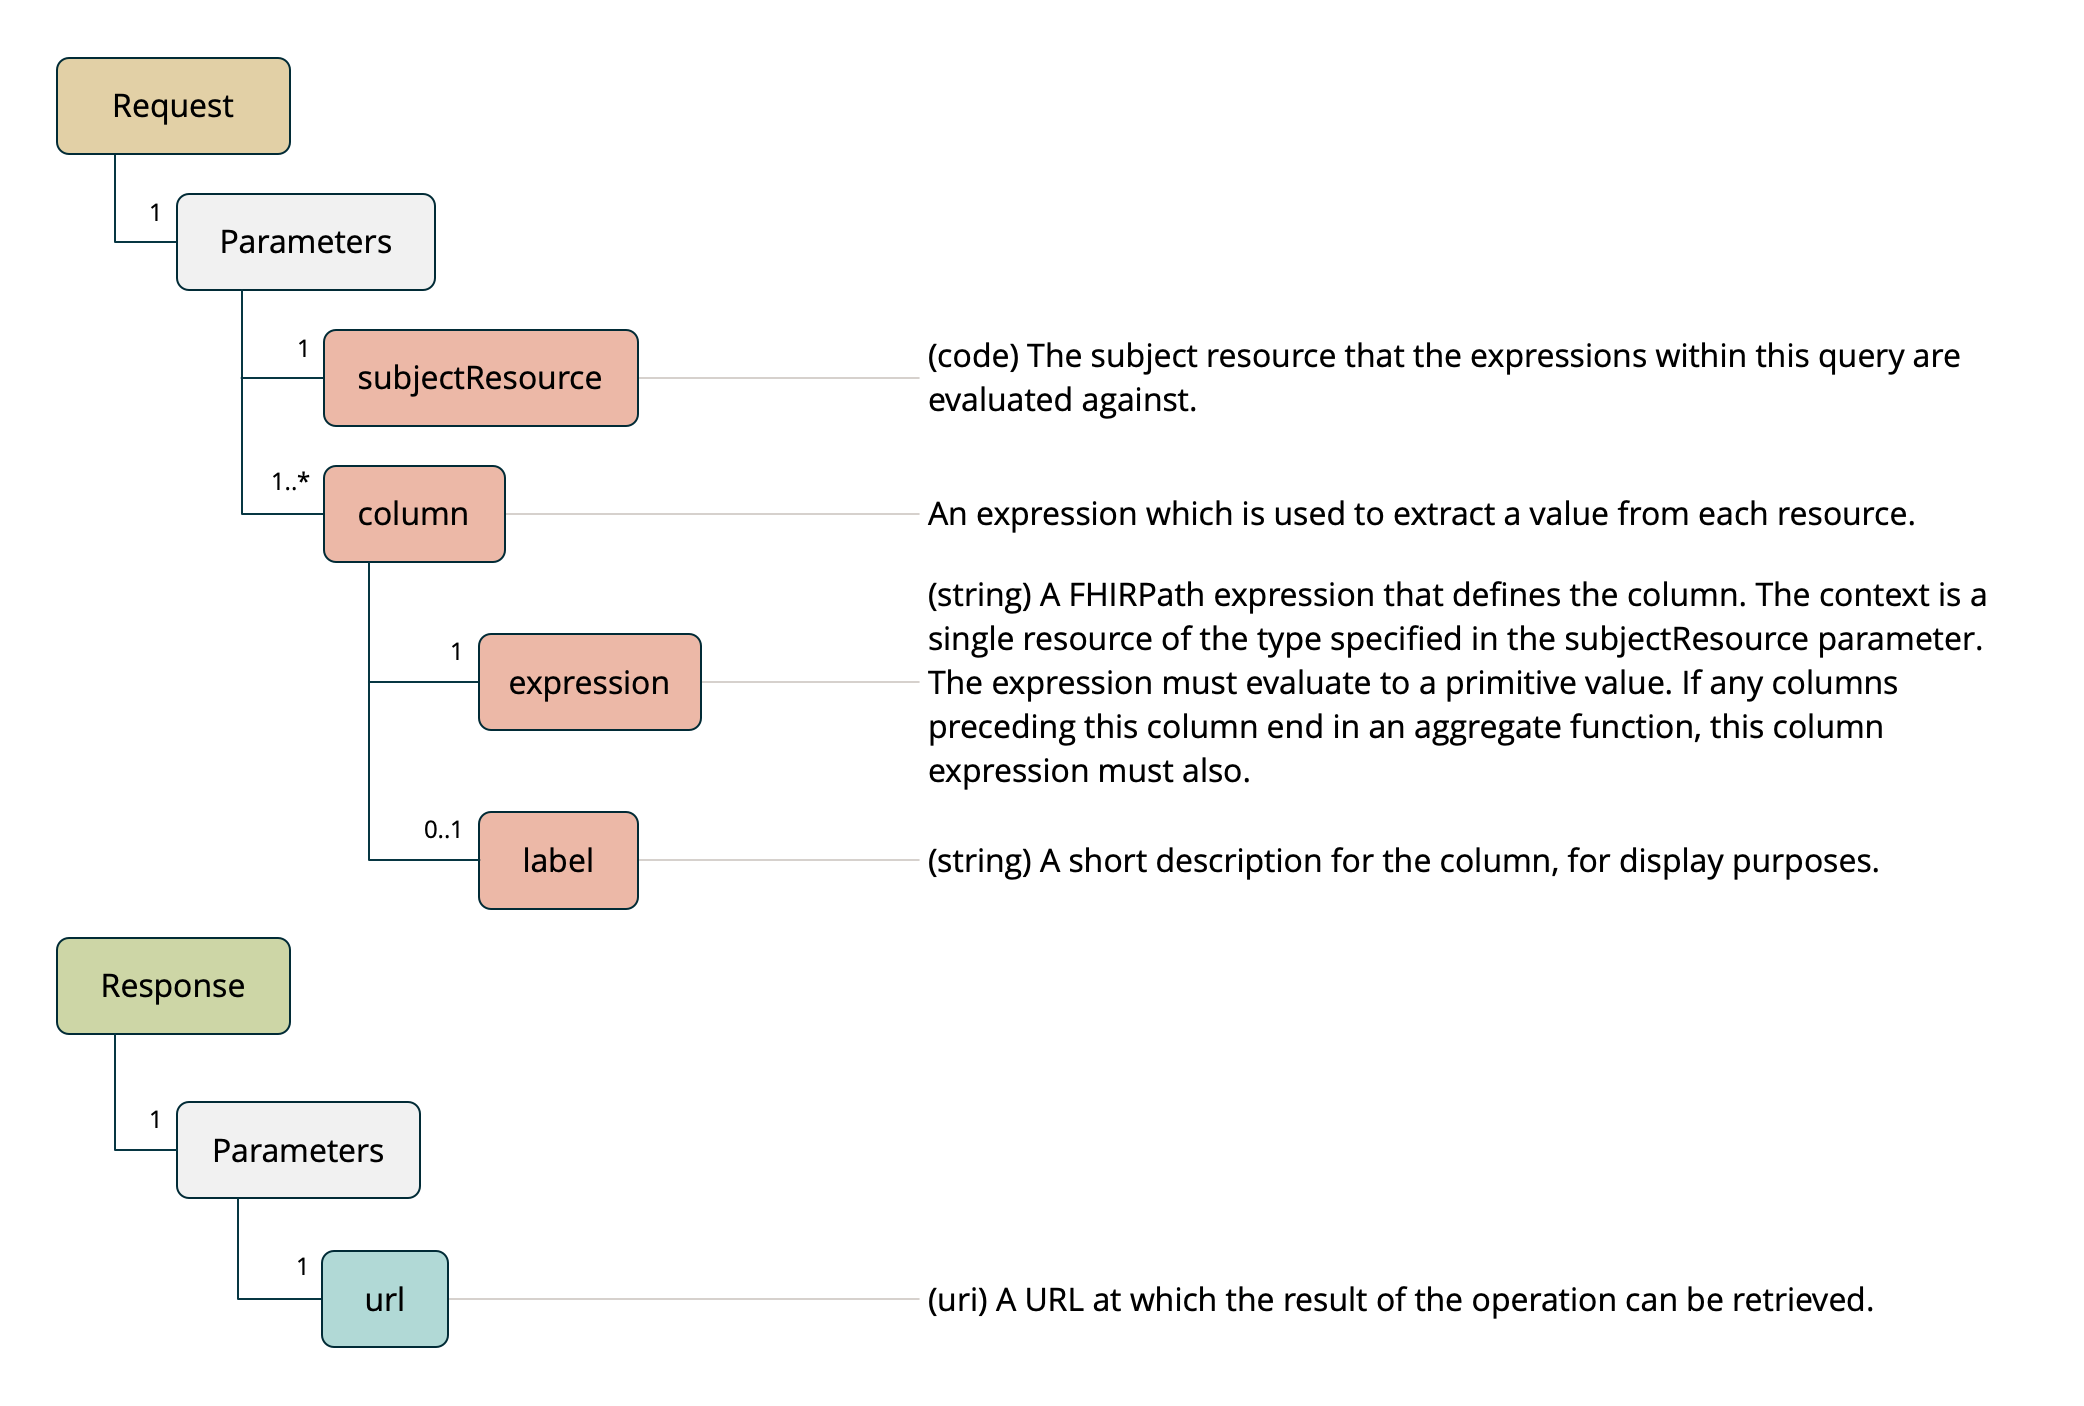 Request
1
Parameters
1
subjectResource
(code) The subject resource that the expressions within this query are
evaluated against.
1..*
column
An expression which is used to extract a value from each resource.
1
expression
(string) A FHIRPath expression that defines the column. The context is a
single resource of the type specified in the subjectResource parameter.
The expression must evaluate to a primitive value. If any columns
preceding this column end in an aggregate function, this column
expression must also.
0..1
label
(string) A short description for the column, for display purposes.
Response
1
Parameters
1
url
(uri) A URL at which the result of the operation can be retrieved.